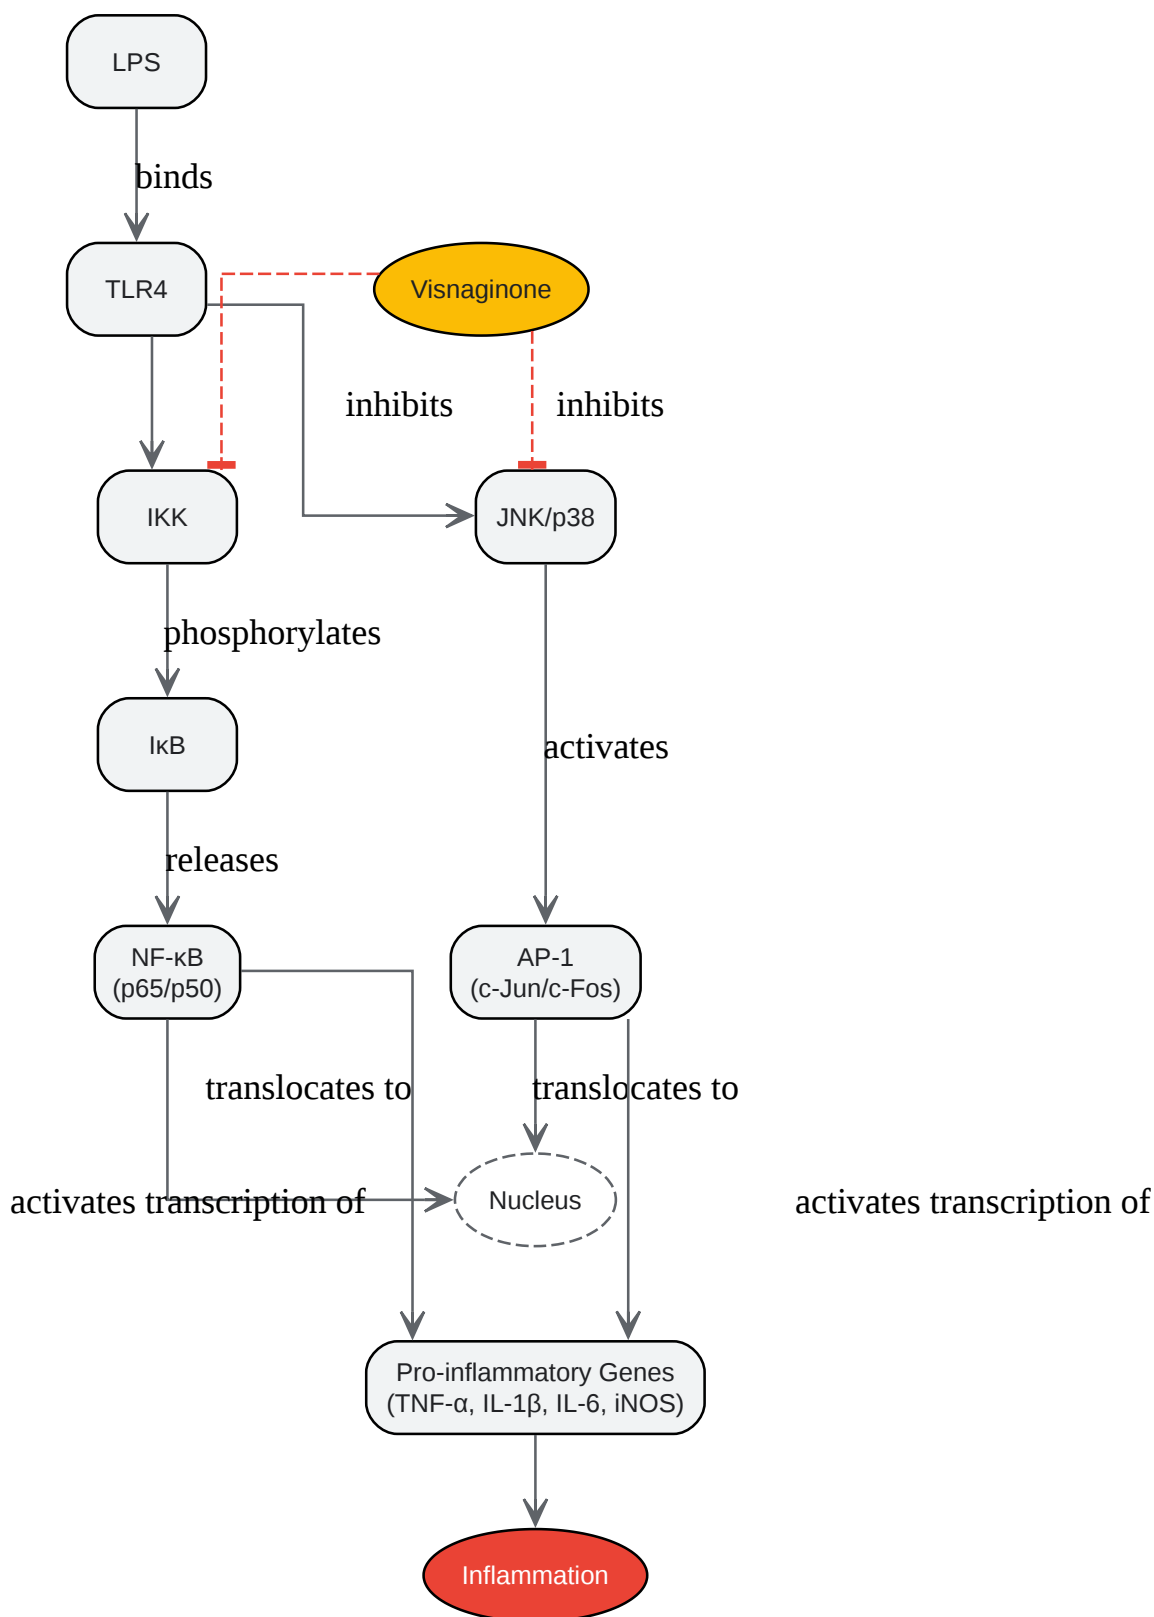 LPS
binds
TLR4
Visnaginone
inhibits
inhibits
IKK
JNK/p38
phosphorylates
IκB
activates
releases
NF-κB
(p65/p50)
AP-1
(c-Jun/c-Fos)
translocates to
translocates to
activates transcription of
Nucleus
activates transcription of
Pro-inflammatory Genes
(TNF-α, IL-1β, IL-6, iNOS)
Inflammation